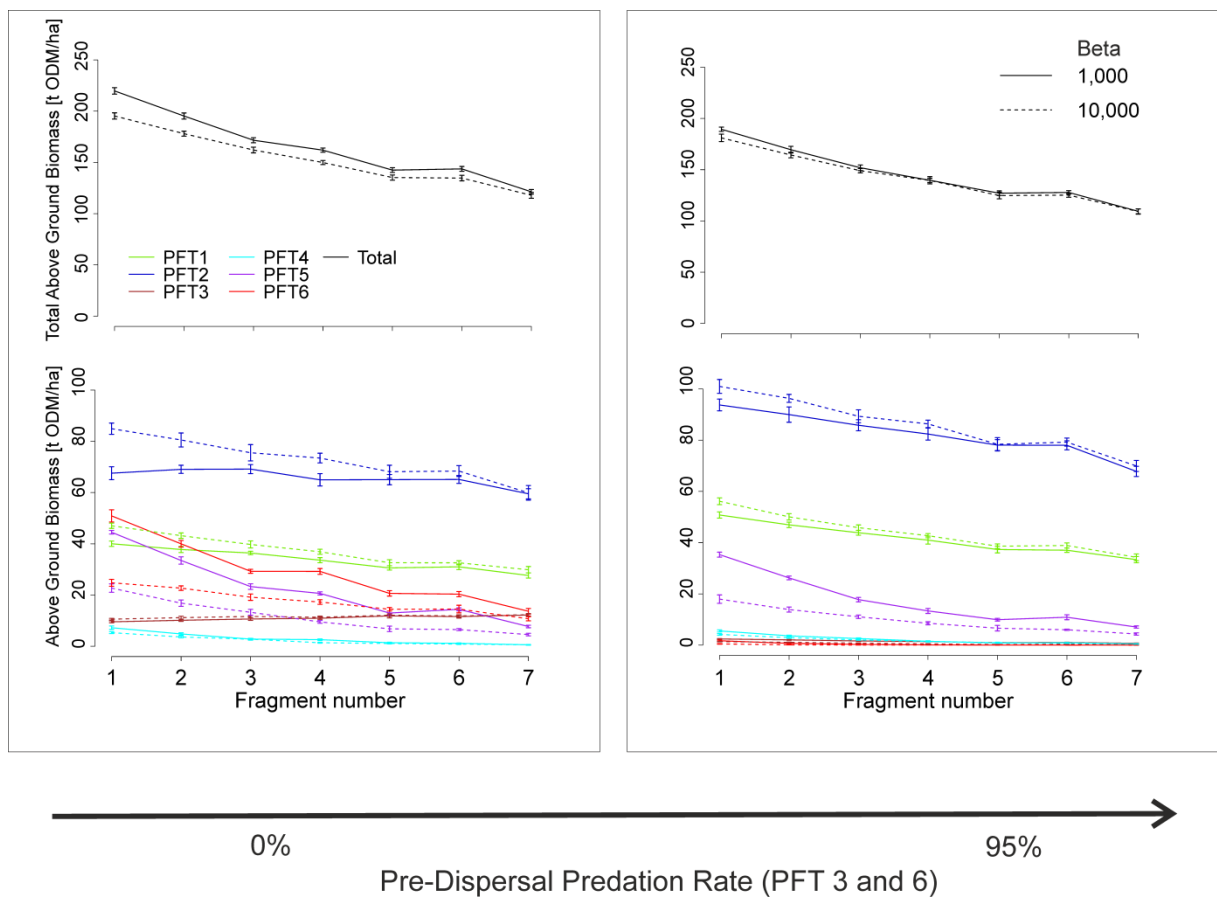 Total Above Ground Biomass [t ODM/ha]
250
200
150
100
50
0
PFT1
PFT2
PFT3
PFT4
PFT5
PFT6
Total
Above Ground Biomass [t ODM/ha]
100
80
60
40
20
0
1 2 3 4 5 6 7
Fragment number
Beta
1,000
10,000
250
200
150
100
50
0
100
80
60
40
20
0
1 2 3 4 5 6 7
Fragment number
0%
95%
Pre-Dispersal Predation Rate (PFT 3 and 6)